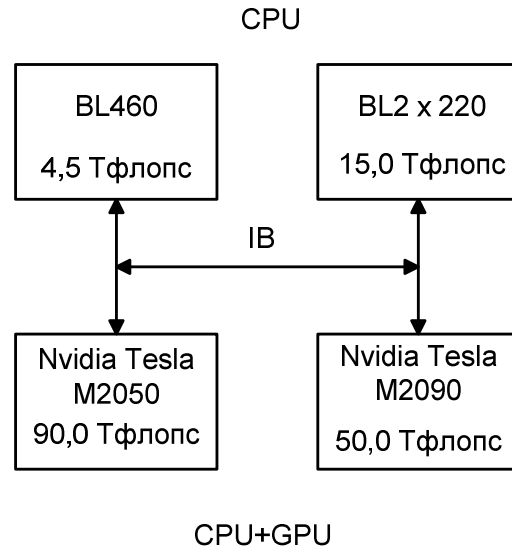 CPU
BL460
4,5 Тфлопс
BL2 x 220
15,0 Тфлопс
IB
Nvidia Tesla
M2050
90,0 Тфлопс
Nvidia Tesla
M2090
50,0 Тфлопс
CPU+GPU